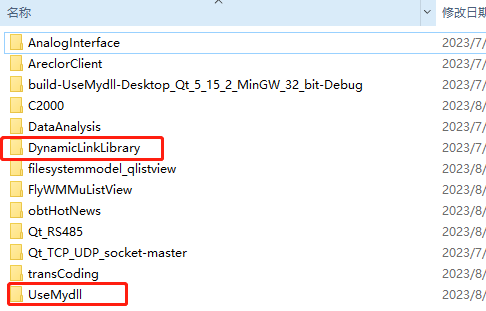 名称 修改日期
AnalogInterface 2023/7/
AreclorClient 2023/7/
build-UseMydll-Desktop_Qt_5_15_2_MinGW_32_bit-Debug 2023/7/
C2000 2023/8/
DataAnalysis 2023/7/
DynamicLinkLibrary 2023/7/
filesystemmodel_qlistview 2023/8/
FlyWMMuListView 2023/8/
obtHotNews 2023/8/
Qt_RS485 2023/8/
Qt_TCP_UDP_socket-master 2023/7/
transCoding 2023/8/
UseMydll 2023/8/